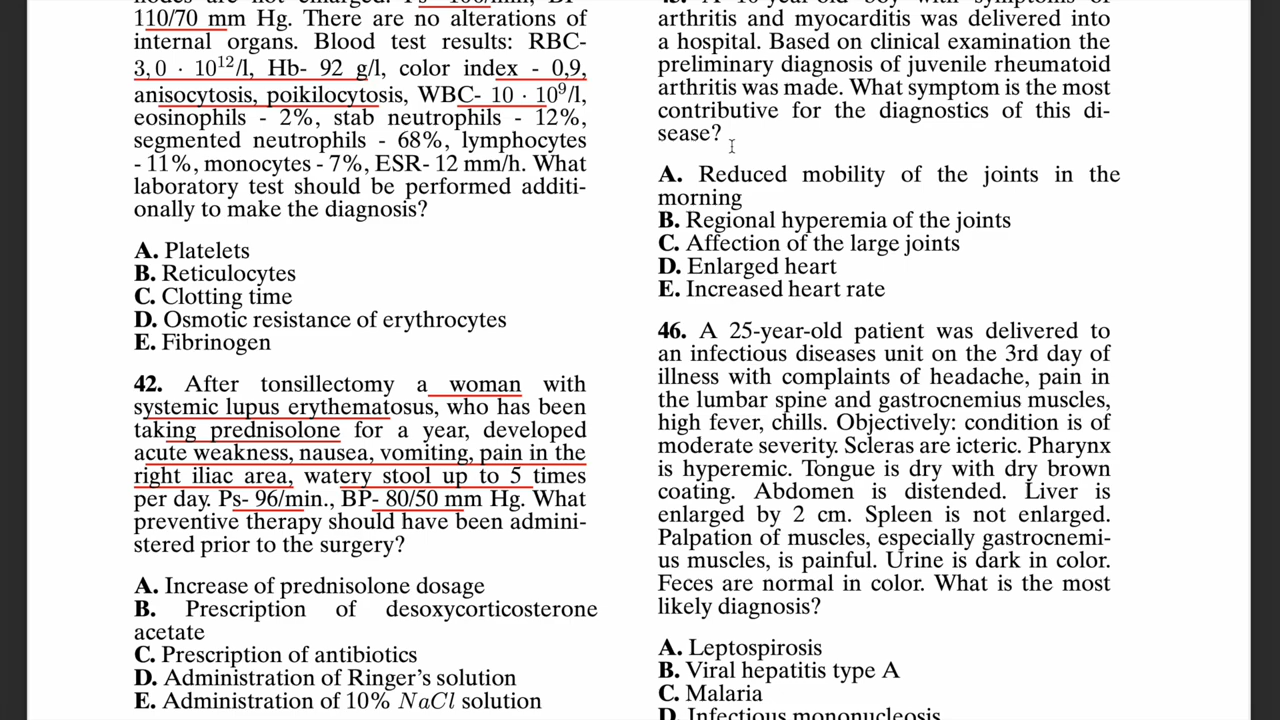 110/70 mm Hg. There are no alterations of
internal organs. Blood test results: RBC-
3,0 · 10¹²/l, Hb- 92 g/l, color index - 0,9,
anisocytosis, poikilocytosis, WBC- 10 · 10⁹/l,
eosinophils - 2%, stab neutrophils - 12%,
segmented neutrophils - 68%, lymphocytes
- 11%, monocytes - 7%, ESR- 12 mm/h. What
laboratory test should be performed additi-
onally to make the diagnosis?
A. Platelets
B. Reticulocytes
C. Clotting time
D. Osmotic resistance of erythrocytes
E. Fibrinogen
42. After tonsillectomy a woman with
systemic lupus erythematosus, who has been
taking prednisolone for a year, developed
acute weakness, nausea, vomiting, pain in the
right iliac area, watery stool up to 5 times
per day. Ps- 96/min., BP- 80/50 mm Hg. What
preventive therapy should have been admini-
stered prior to the surgery?
A. Increase of prednisolone dosage
B. Prescription of desoxycorticosterone
acetate
C. Prescription of antibiotics
D. Administration of Ringer's solution
E. Administration of 10% NaCl solution
arthritis and myocarditis was delivered into
a hospital. Based on clinical examination the
preliminary diagnosis of juvenile rheumatoid
arthritis was made. What symptom is the most
contributive for the diagnostics of this di-
sease?
A. Reduced mobility of the joints in the
morning
B. Regional hyperemia of the joints
C. Affection of the large joints
D. Enlarged heart
E. Increased heart rate
46. A 25-year-old patient was delivered to
an infectious diseases unit on the 3rd day of
illness with complaints of headache, pain in
the lumbar spine and gastrocnemius muscles,
high fever, chills. Objectively: condition is of
moderate severity. Scleras are icteric. Pharynx
is hyperemic. Tongue is dry with dry brown
coating. Abdomen is distended. Liver is
enlarged by 2 cm. Spleen is not enlarged.
Palpation of muscles, especially gastrocnemi-
us muscles, is painful. Urine is dark in color.
Feces are normal in color. What is the most
likely diagnosis?
A. Leptospirosis
B. Viral hepatitis type A
C. Malaria
D. Infectious mononucleosis